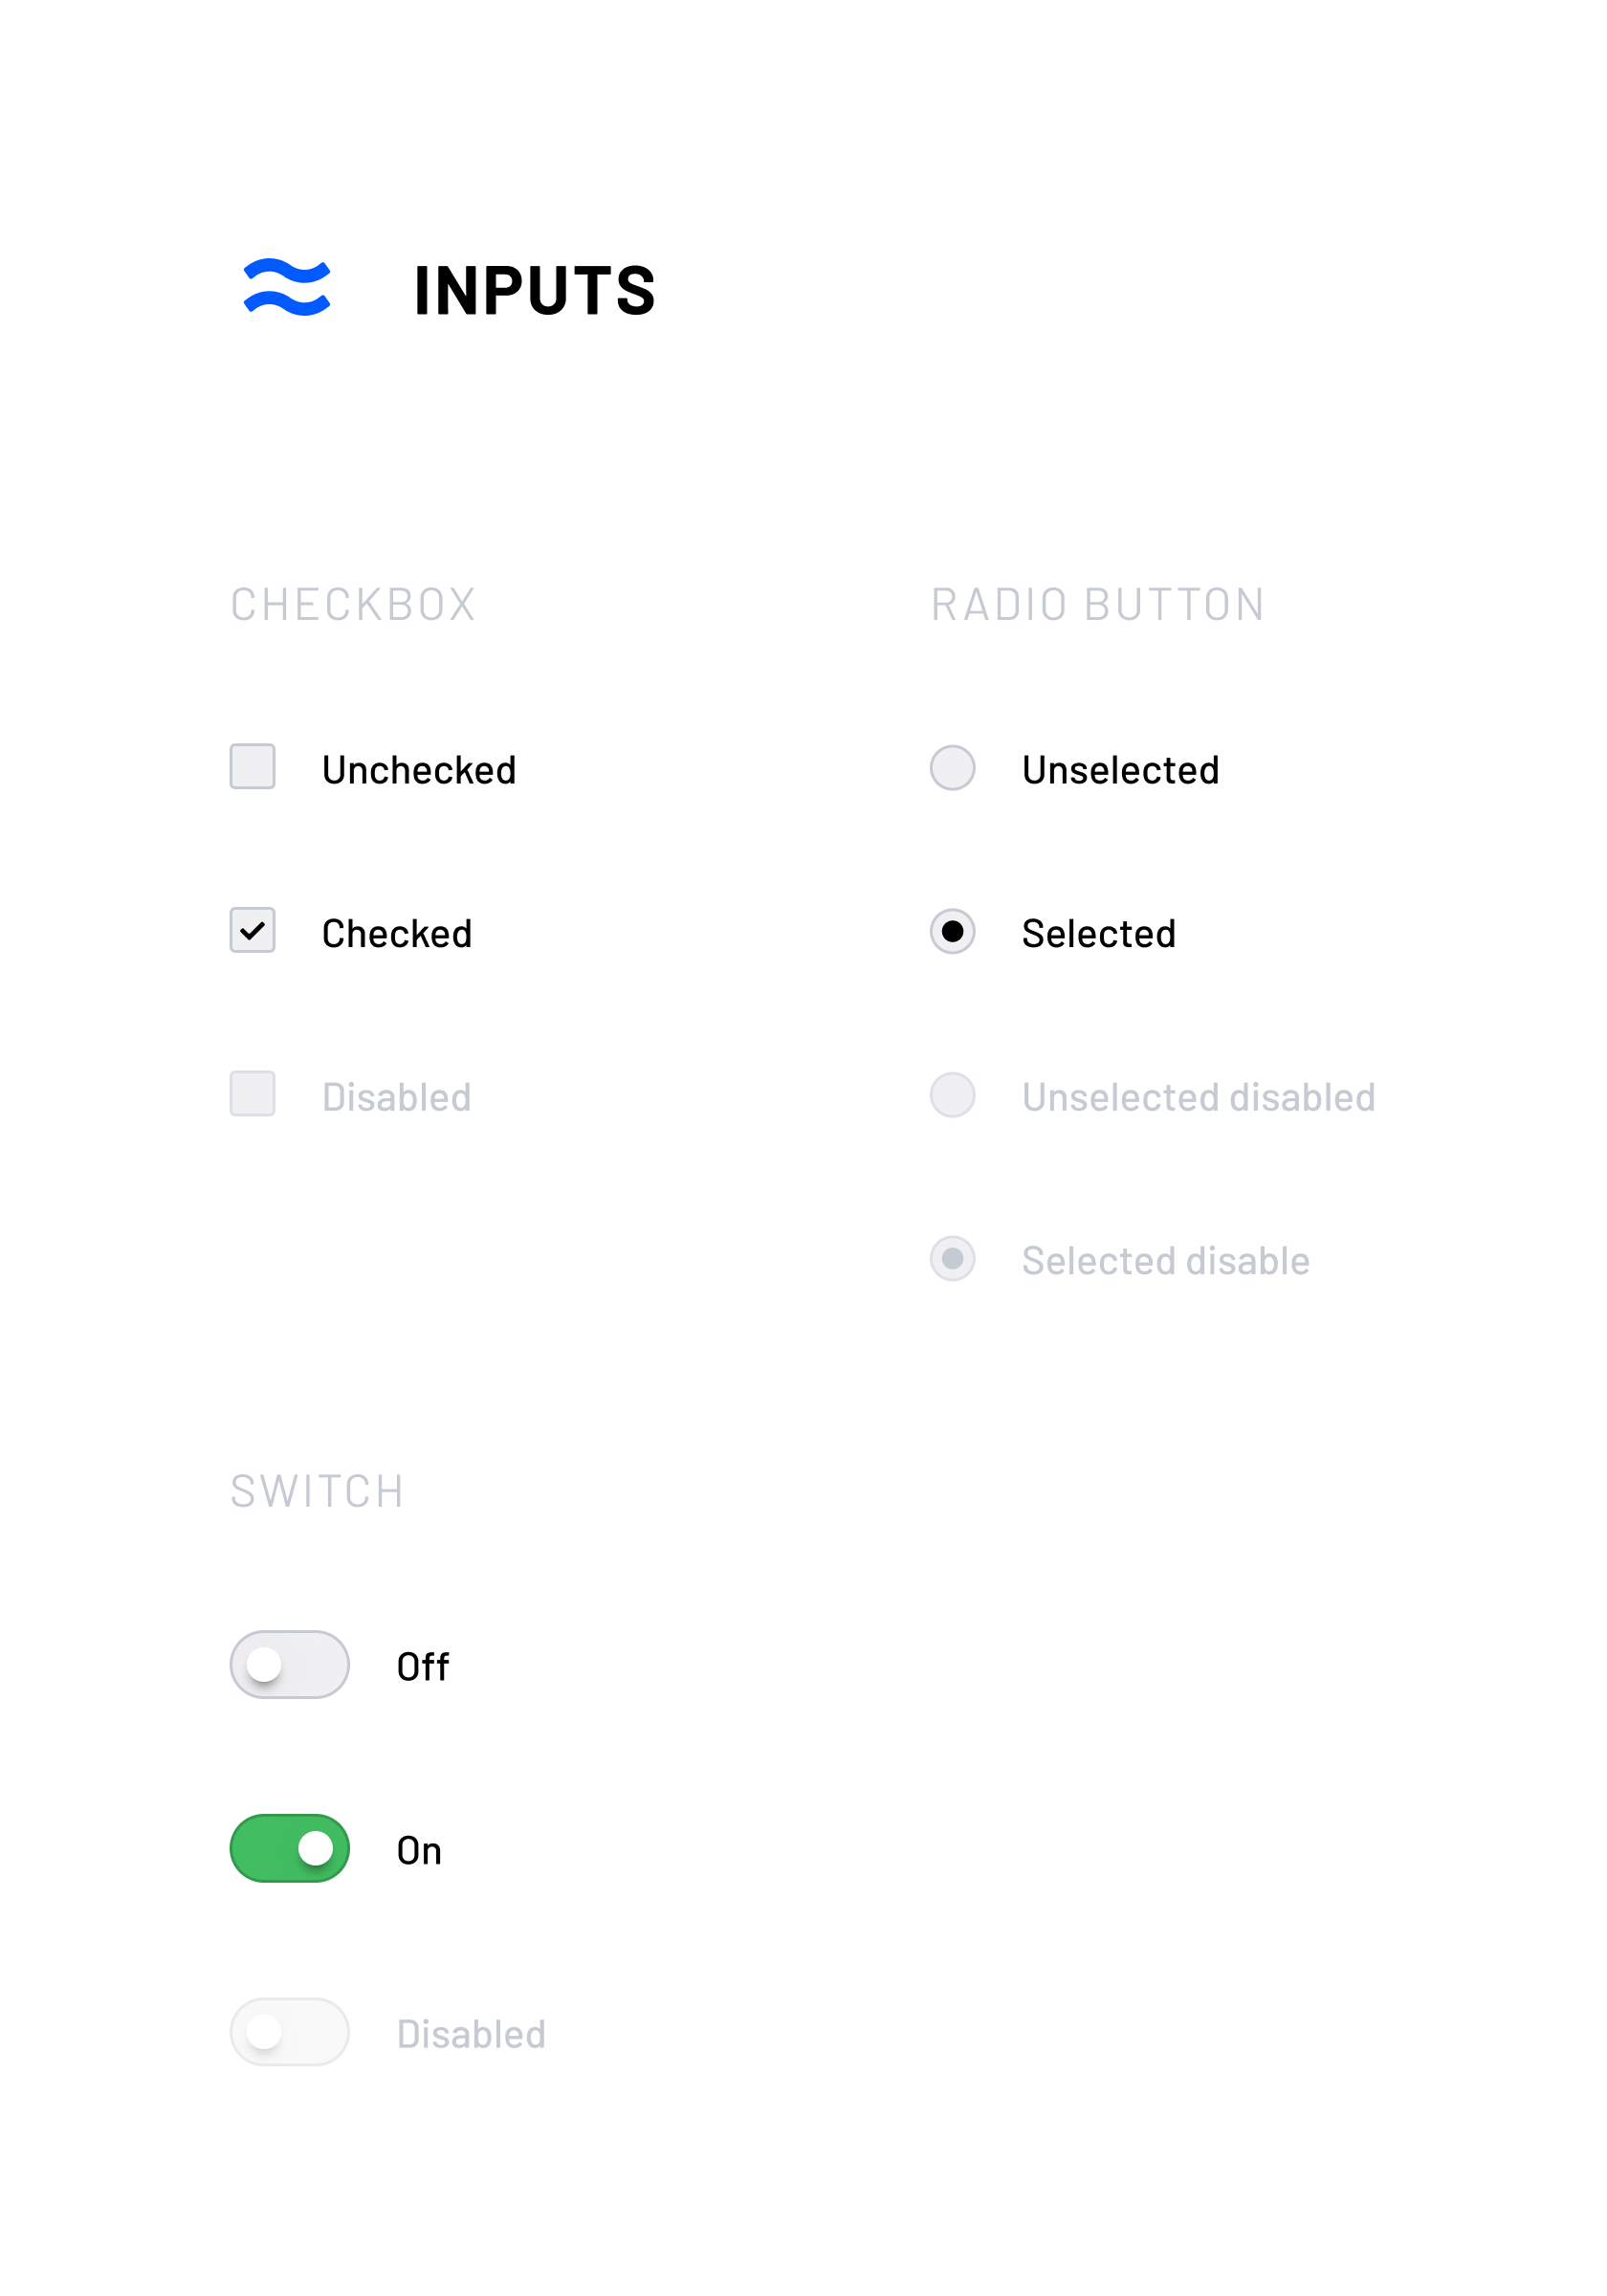 INPUTS
CHECKBOX
Unchecked
Checked
Disabled
RADIO BUTTON
Unselected
Selected
Unselected disabled
Selected disable
SWITCH
Off
On
Disabled